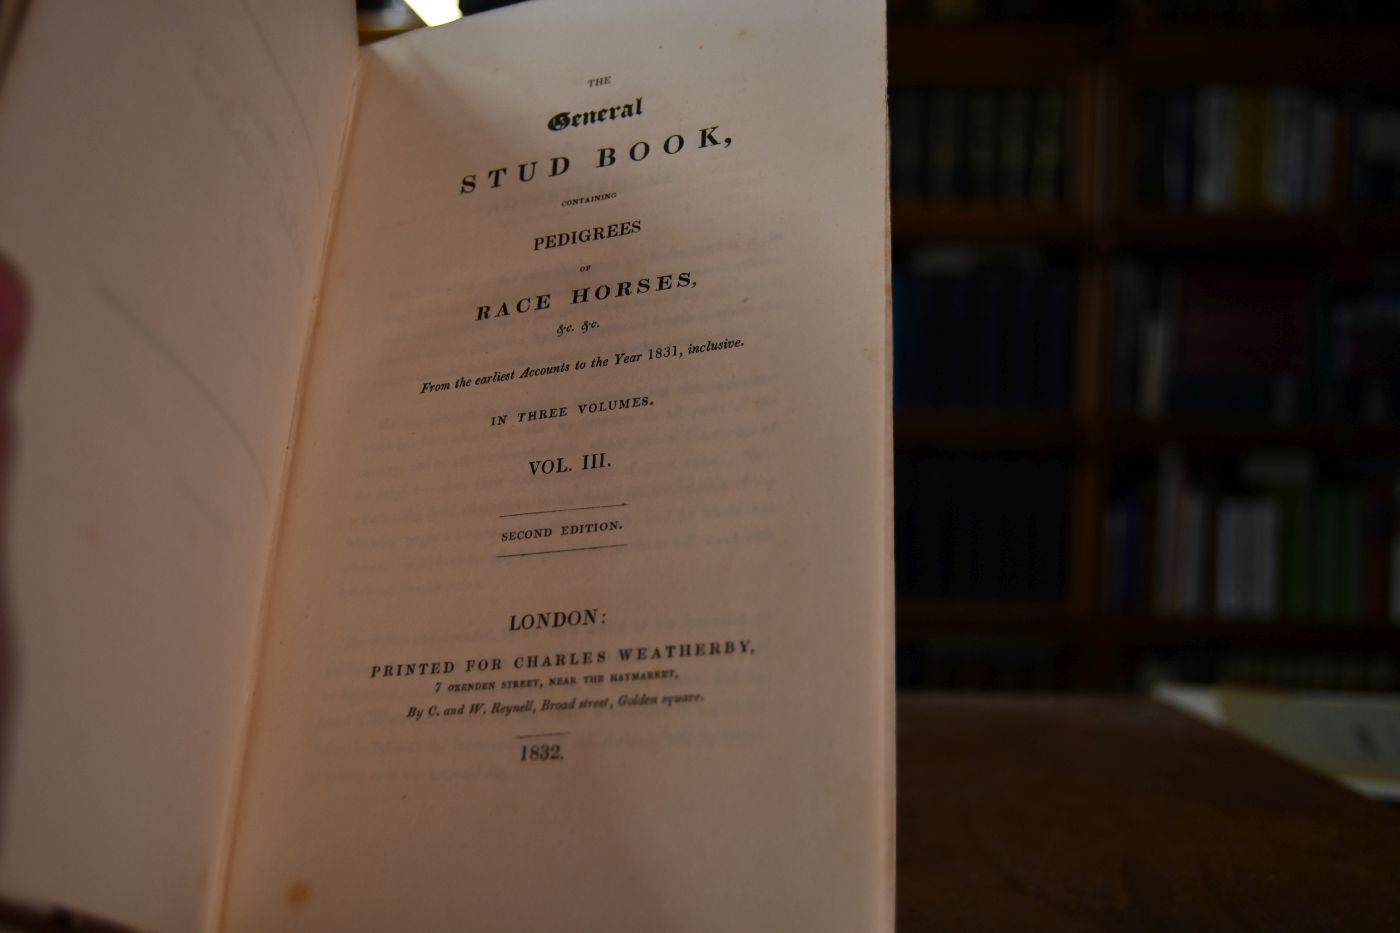 THE
General
STUD BOOK,
CONTAINING
PEDIGREES
OF
RACE HORSES,
&c. &c.
From the earliest Accounts to the Year 1831, inclusive.
IN THREE VOLUMES.
VOL. III.
SECOND EDITION.
LONDON:
PRINTED FOR CHARLES WEATHERBY,
7 OXENDEN STREET, NEAR THE HAYMARKET,
By C. and W. Reynell, Broad street, Golden square.
1832.